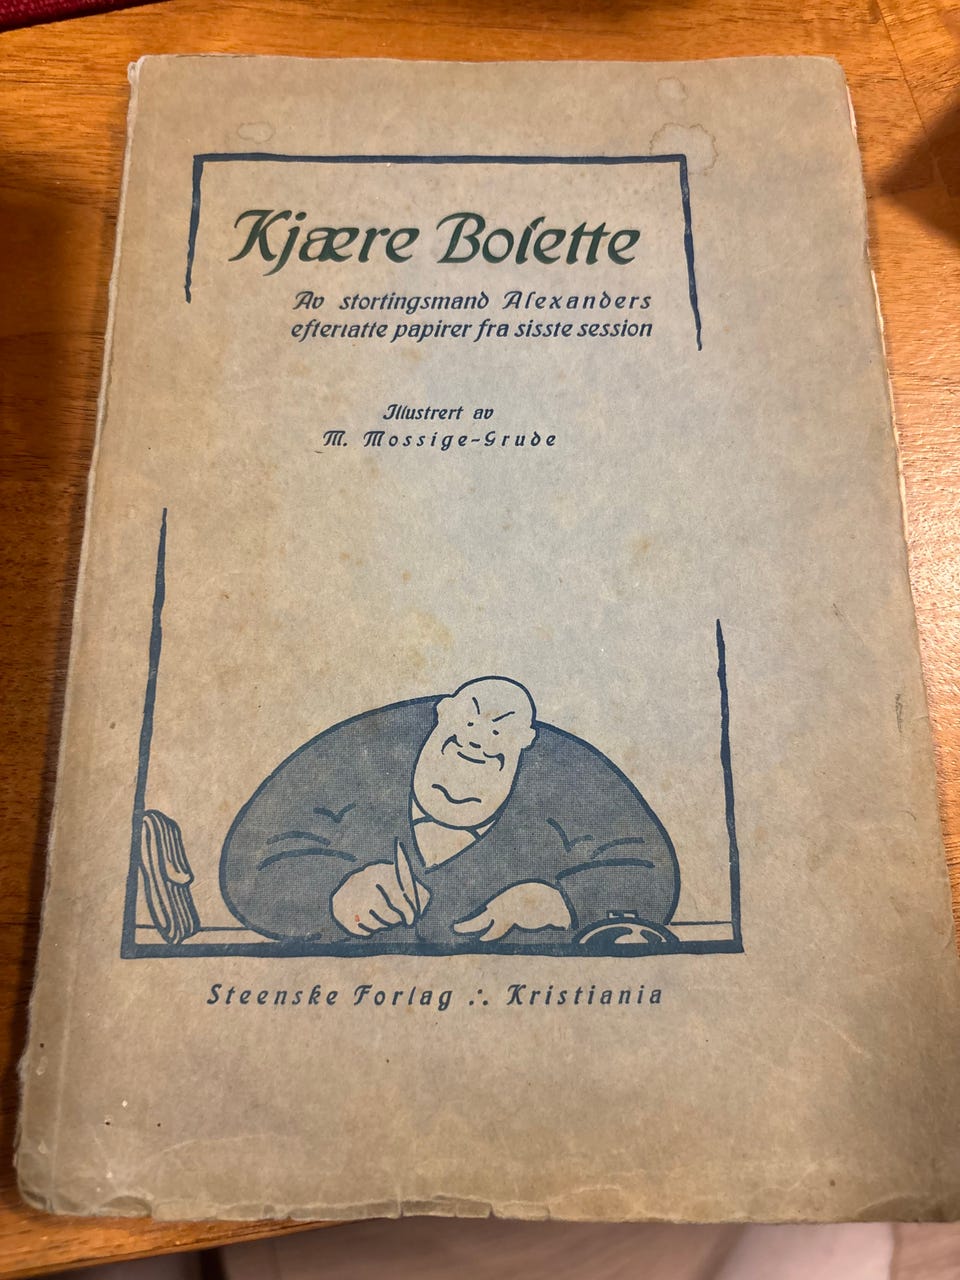 Kjære Bolette
Av stortingsmand Alexanders
efterlatte papirer fra sisste session
Illustrert av
M. Mossige-Grude
Steenske Forlag ∴ Kristiania